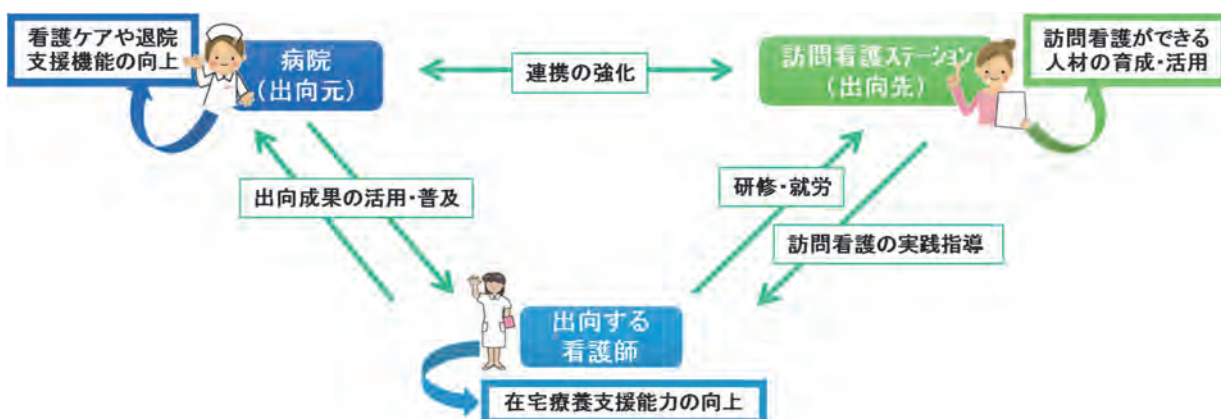 看護ケアや退院
支援機能の向上
病院
(出向元)
連携の強化
訪問看護ステーション
(出向先)
訪問看護ができる
人材の育成・活用
出向成果の活用・普及
研修・就労
訪問看護の実践指導
出向する
看護師
在宅療養支援能力の向上